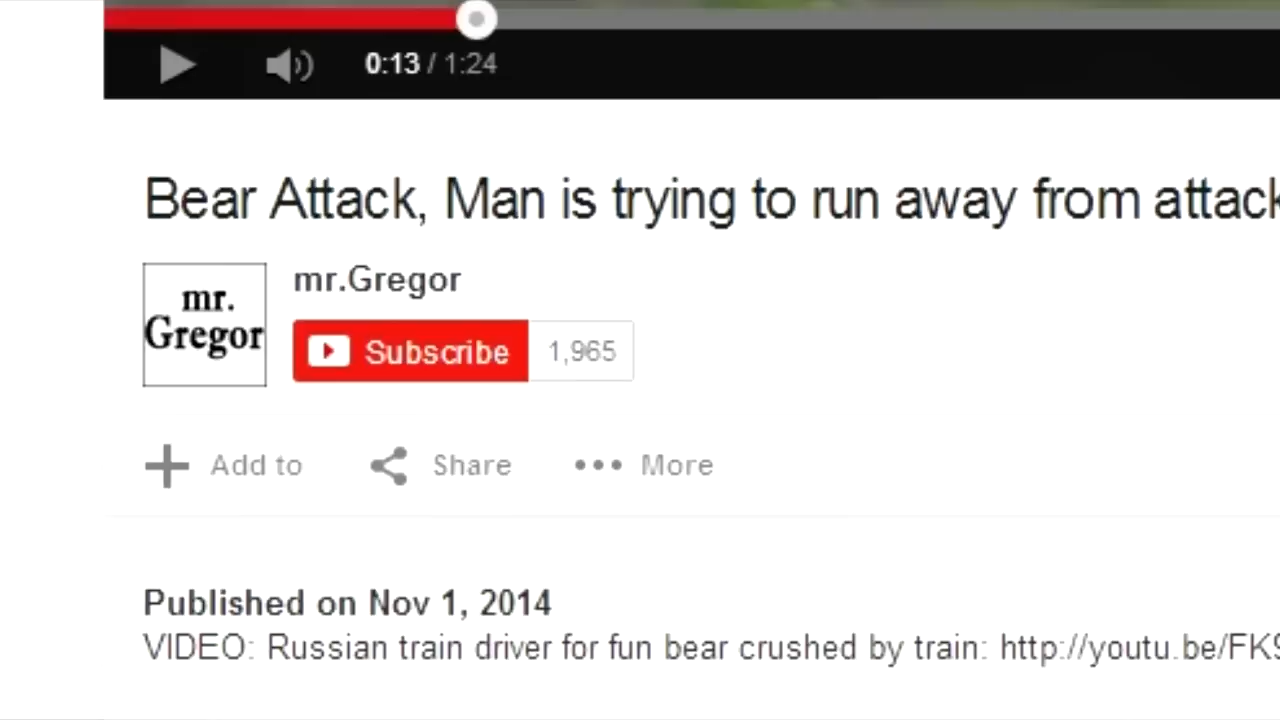 0:13 / 1:24
Bear Attack, Man is trying to run away from attack
mr.
Gregor
mr.Gregor
Subscribe 1,965
Add to Share More
Published on Nov 1, 2014
VIDEO: Russian train driver for fun bear crushed by train: http://youtu.be/FK9